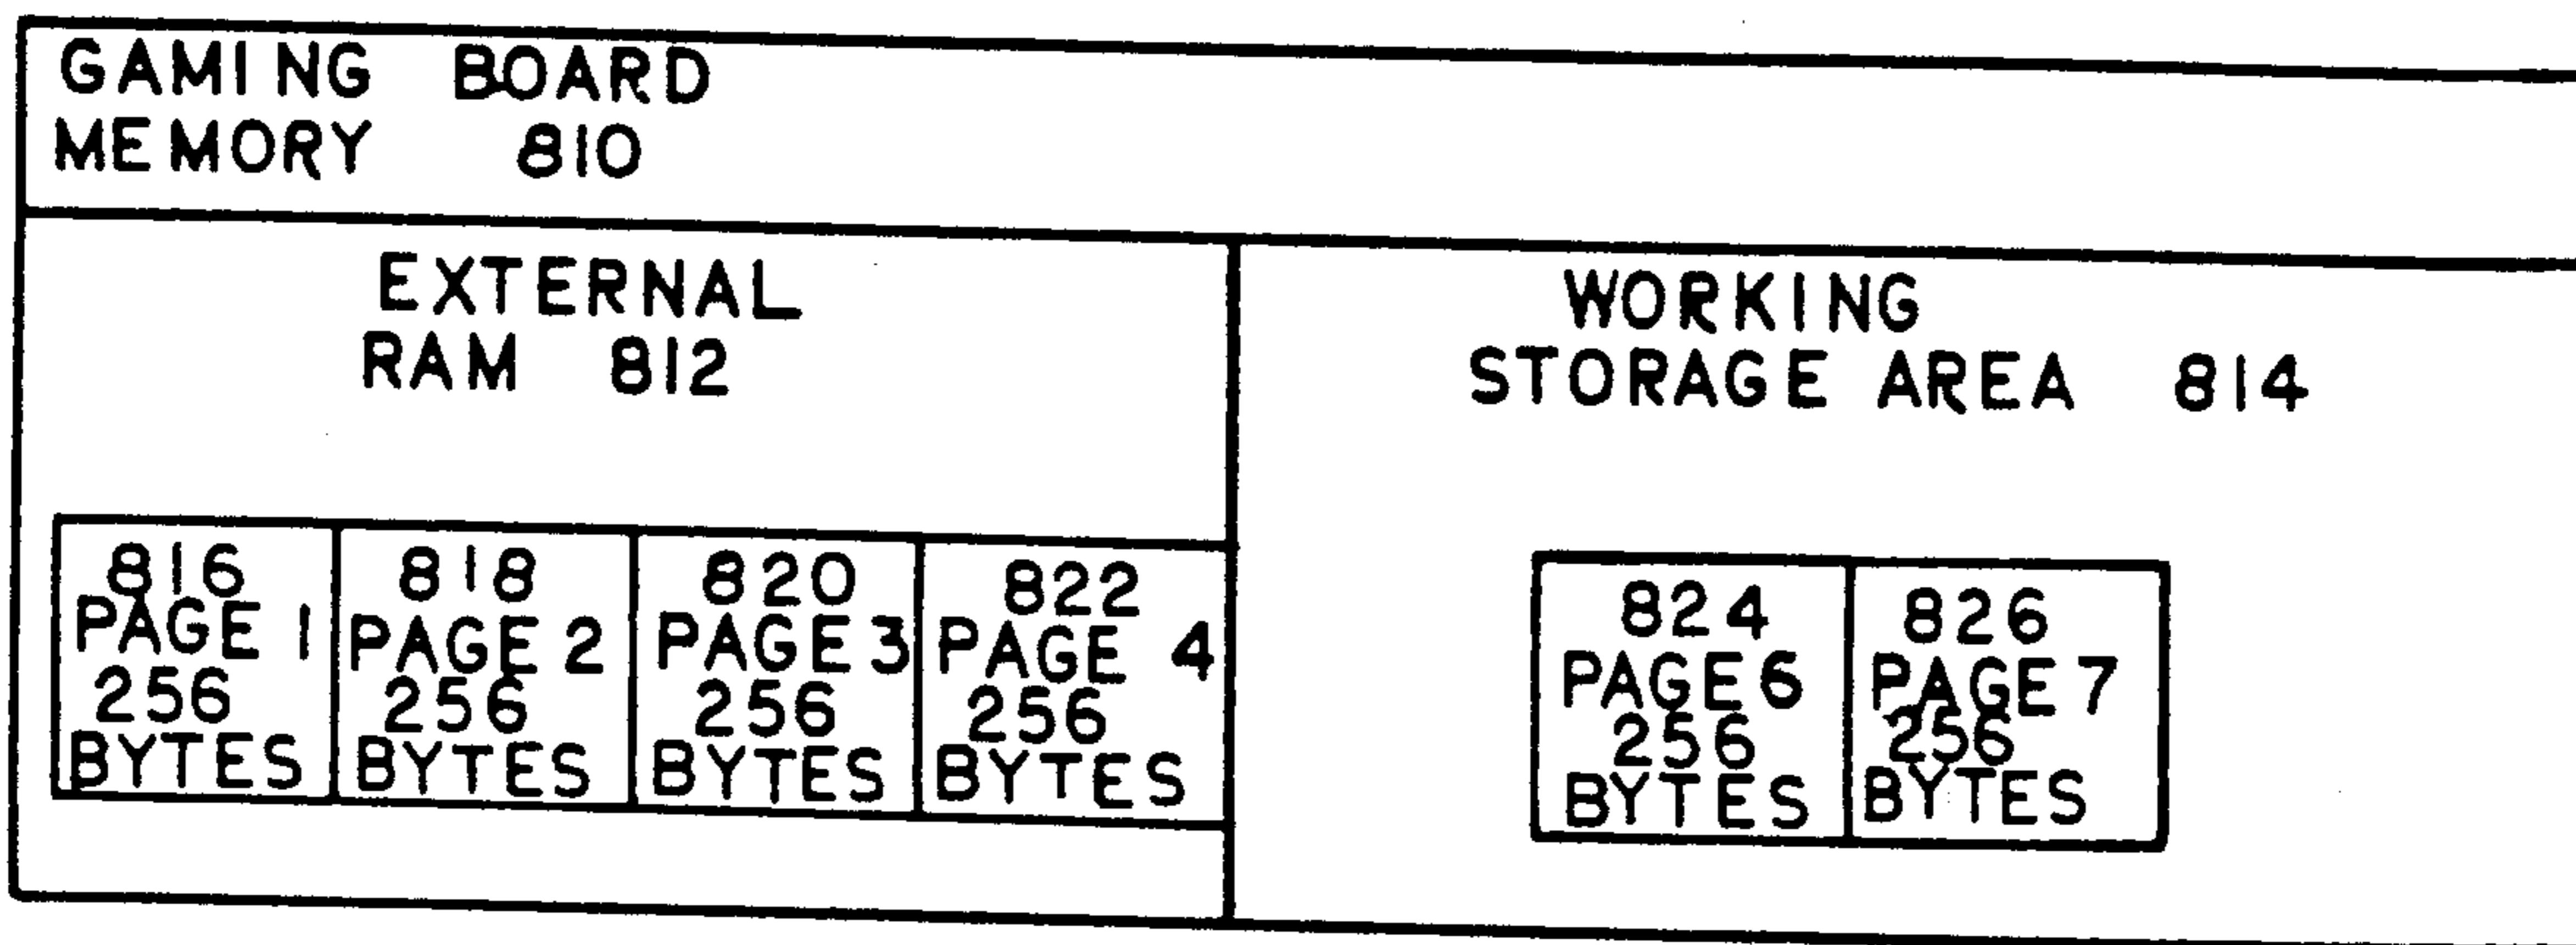 GAMING BOARD
MEMORY 810
EXTERNAL
RAM 812
WORKING
STORAGE AREA 814
816
PAGE 1
256
BYTES
818
PAGE 2
256
BYTES
820
PAGE 3
256
BYTES
822
PAGE 4
256
BYTES
824
PAGE 6
256
BYTES
826
PAGE 7
256
BYTES